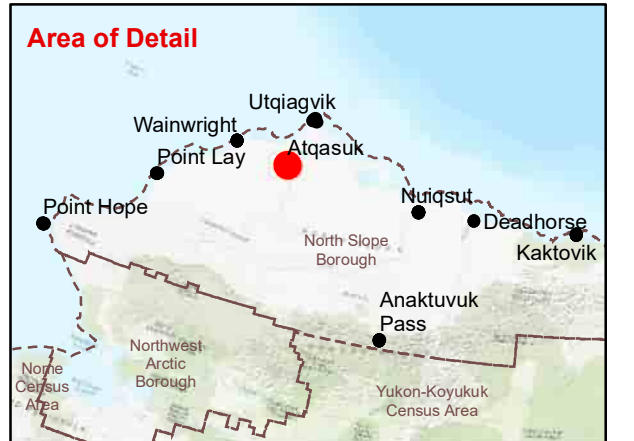 Area of Detail
Utqiagvik
Wainwright
Atqasuk
Point Lay
Point Hope
Nuiqsut
Deadhorse
Kaktovik
North Slope
Borough
Anaktuvuk
Pass
Northwest
Arctic
Borough
Nome
Census
Area
Yukon-Koyukuk
Census Area